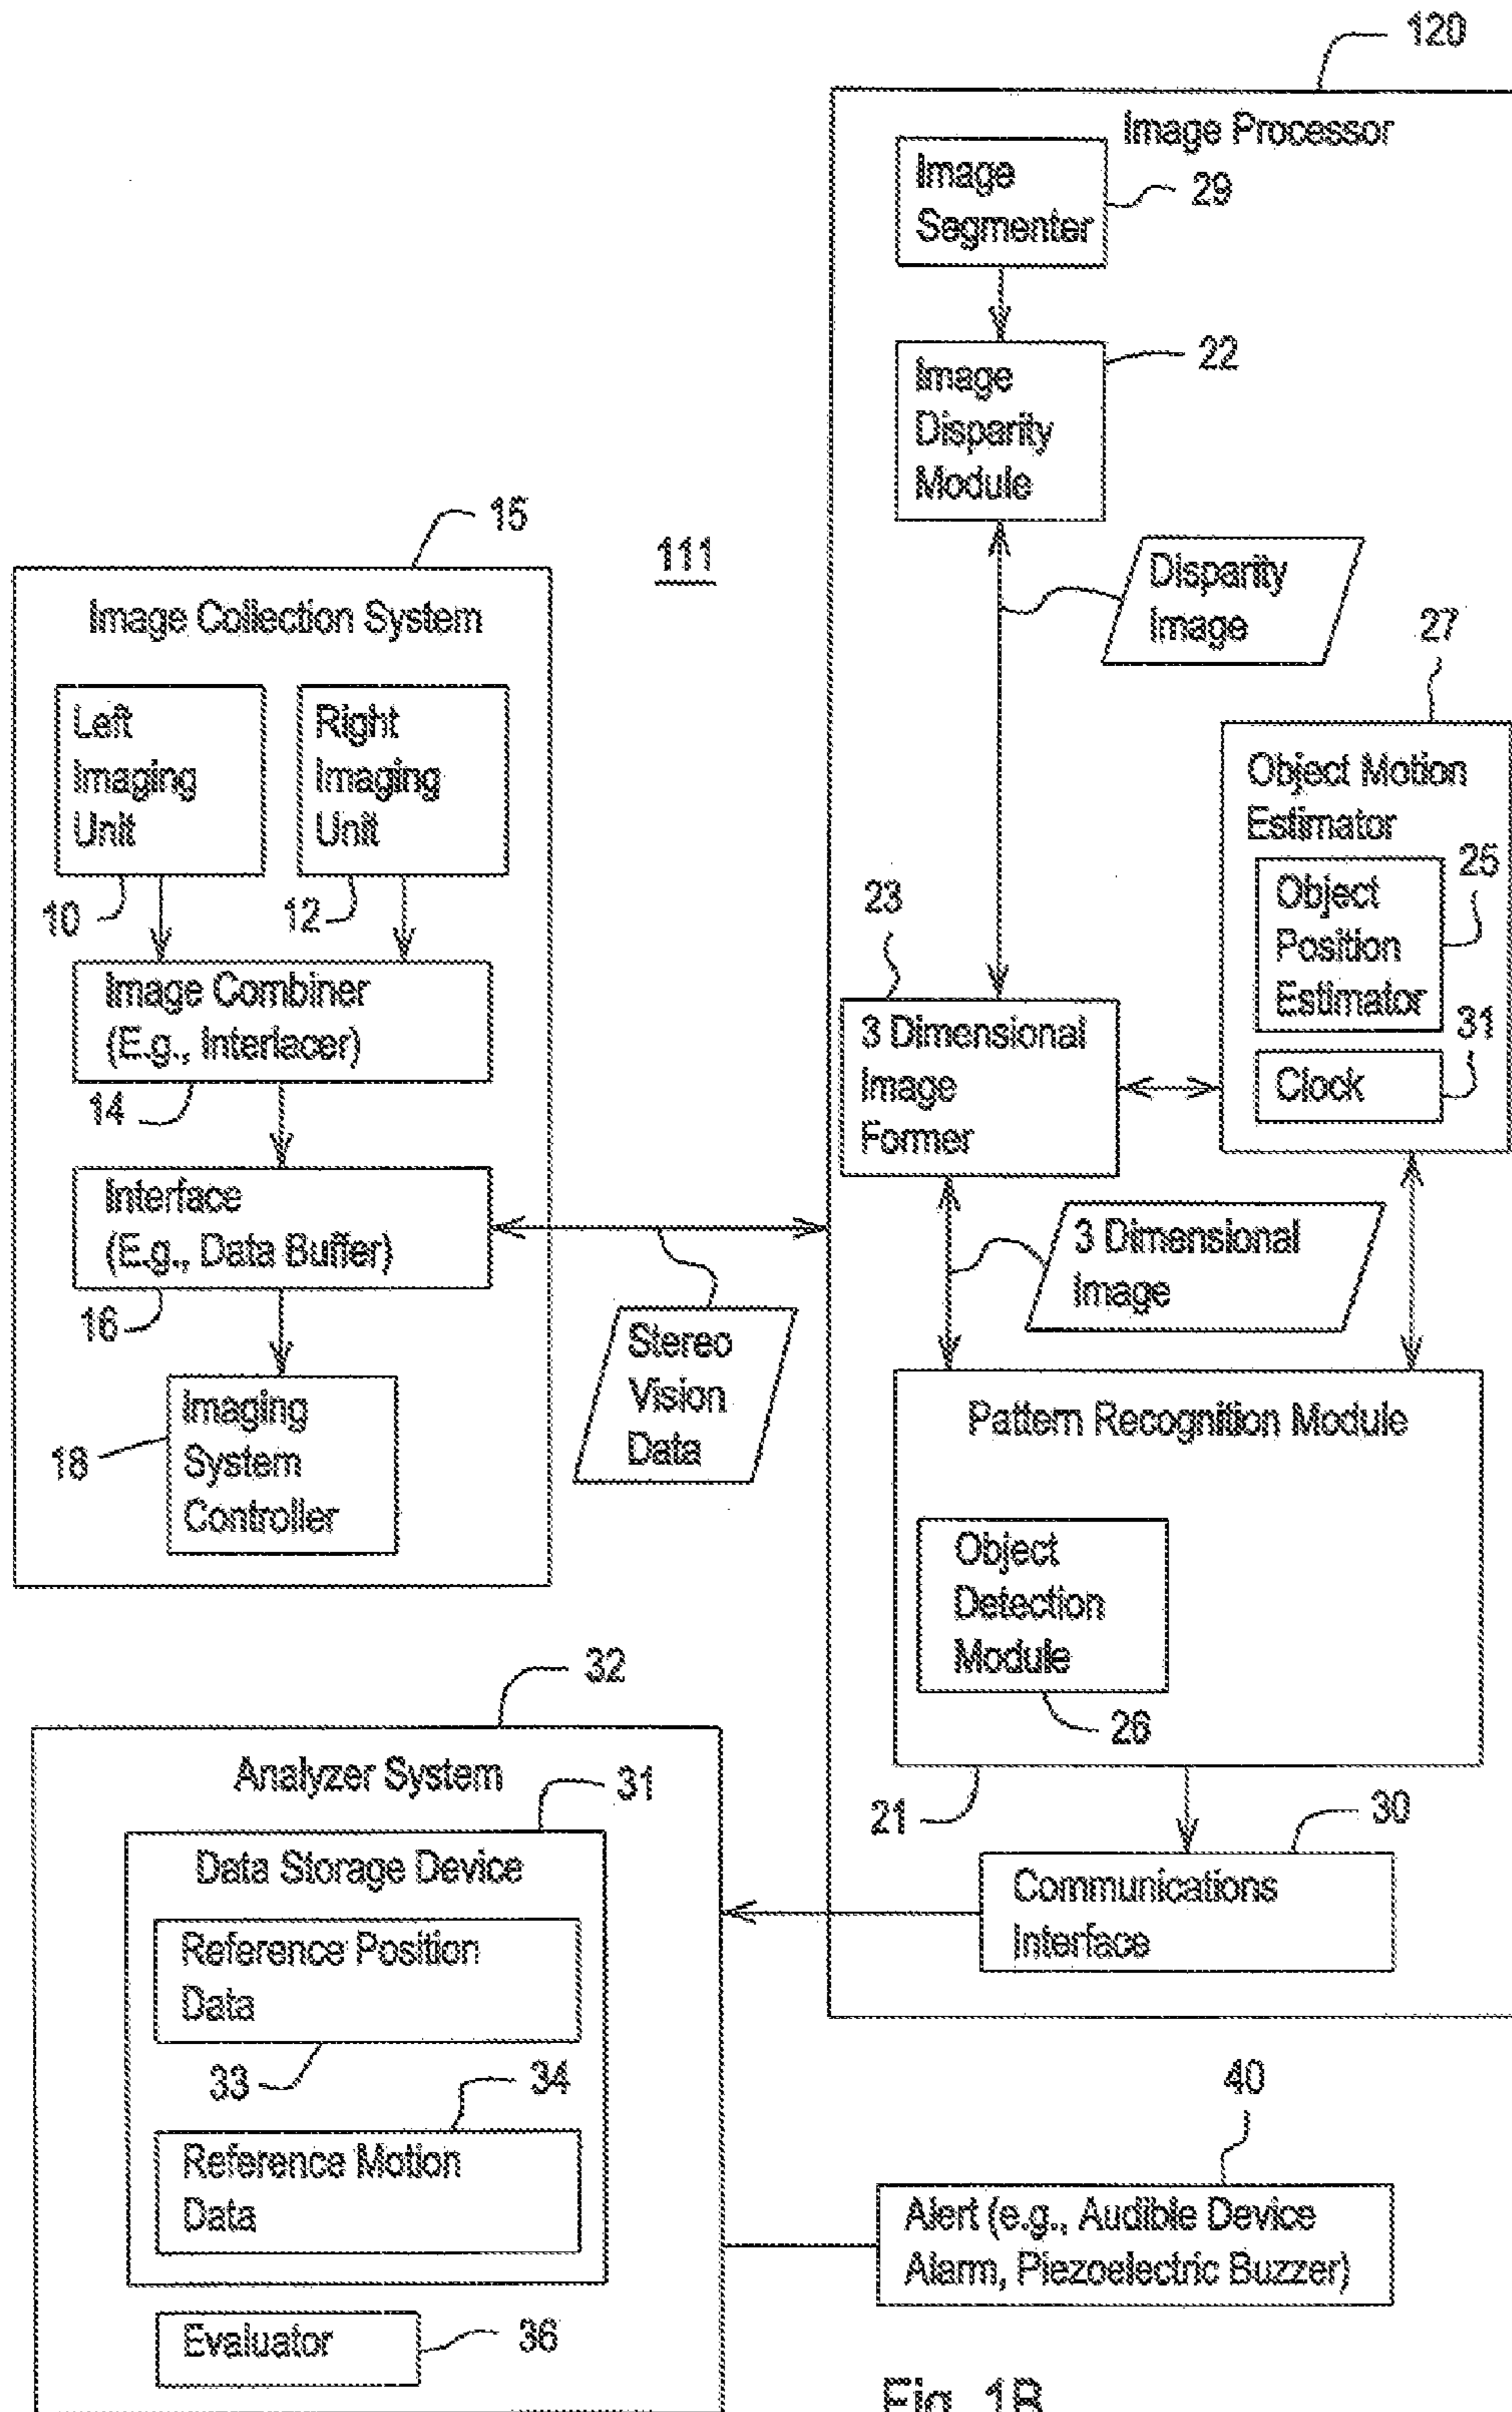 120
Image Processor
Image
Segmenter
29
Image
Disparity
Module
22
Disparity
Image
15
111
Image Collection System
Left
Imaging
Unit
10
Right
Imaging
Unit
12
Image Combiner
(E.g., Interlacer)
14
Interface
(E.g., Data Buffer)
16
Imaging
System
Controller
18
Stereo
Vision
Data
27
Object Motion
Estimator
Object
Position
Estimator
25
Clock
31
23
3 Dimensional
Image
Former
3 Dimensional
Image
Pattern Recognition Module
Object
Detection
Module
26
21
30
Communications
Interface
32
Analyzer System
31
Data Storage Device
Reference Position
Data
33
34
Reference Motion
Data
Evaluator
36
40
Alert (e.g., Audible Device
Alarm, Piezoelectric Buzzer)
Fig. 1B